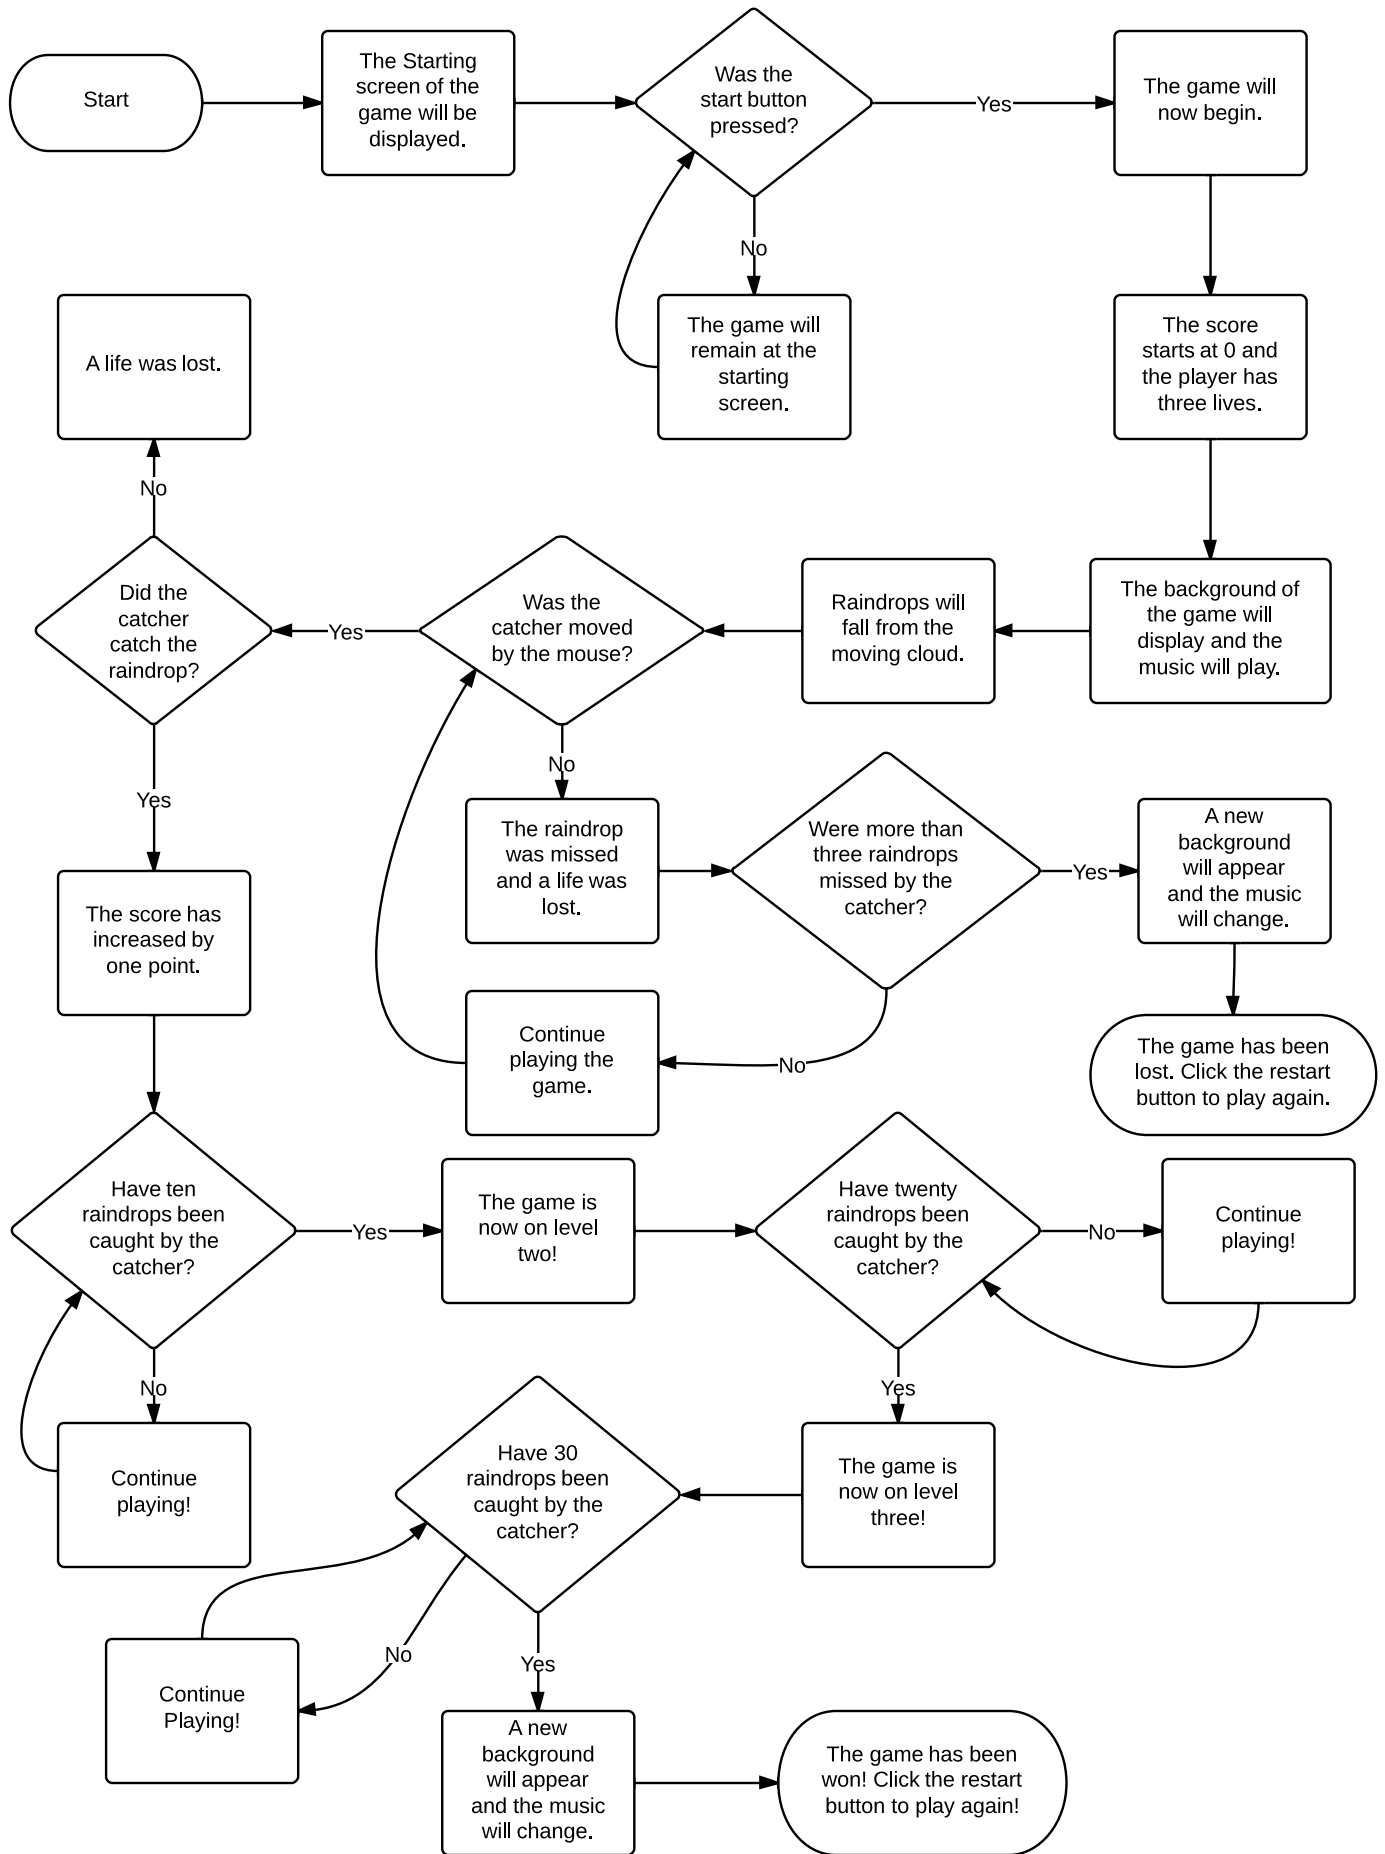 Start
The Starting
screen of the
game will be
displayed.
Was the
start button
pressed?
Yes
The game will
now begin.
No
The game will
remain at the
starting
screen.
The score
starts at 0 and
the player has
three lives.
A life was lost.
No
Did the
catcher
catch the
raindrop?
Yes
Was the
catcher moved
by the mouse?
Raindrops will
fall from the
moving cloud.
The background of
the game will
display and the
music will play.
No
Yes
The raindrop
was missed
and a life was
lost.
Were more than
three raindrops
missed by the
catcher?
Yes
A new
background
will appear
and the music
will change.
The score has
increased by
one point.
Continue
playing the
game.
No
The game has been
lost. Click the restart
button to play again.
Have ten
raindrops been
caught by the
catcher?
Yes
The game is
now on level
two!
Have twenty
raindrops been
caught by the
catcher?
No
Continue
playing!
No
Yes
Continue
playing!
Have 30
raindrops been
caught by the
catcher?
The game is
now on level
three!
No
Yes
Continue
Playing!
A new
background
will appear
and the music
will change.
The game has been
won! Click the restart
button to play again!